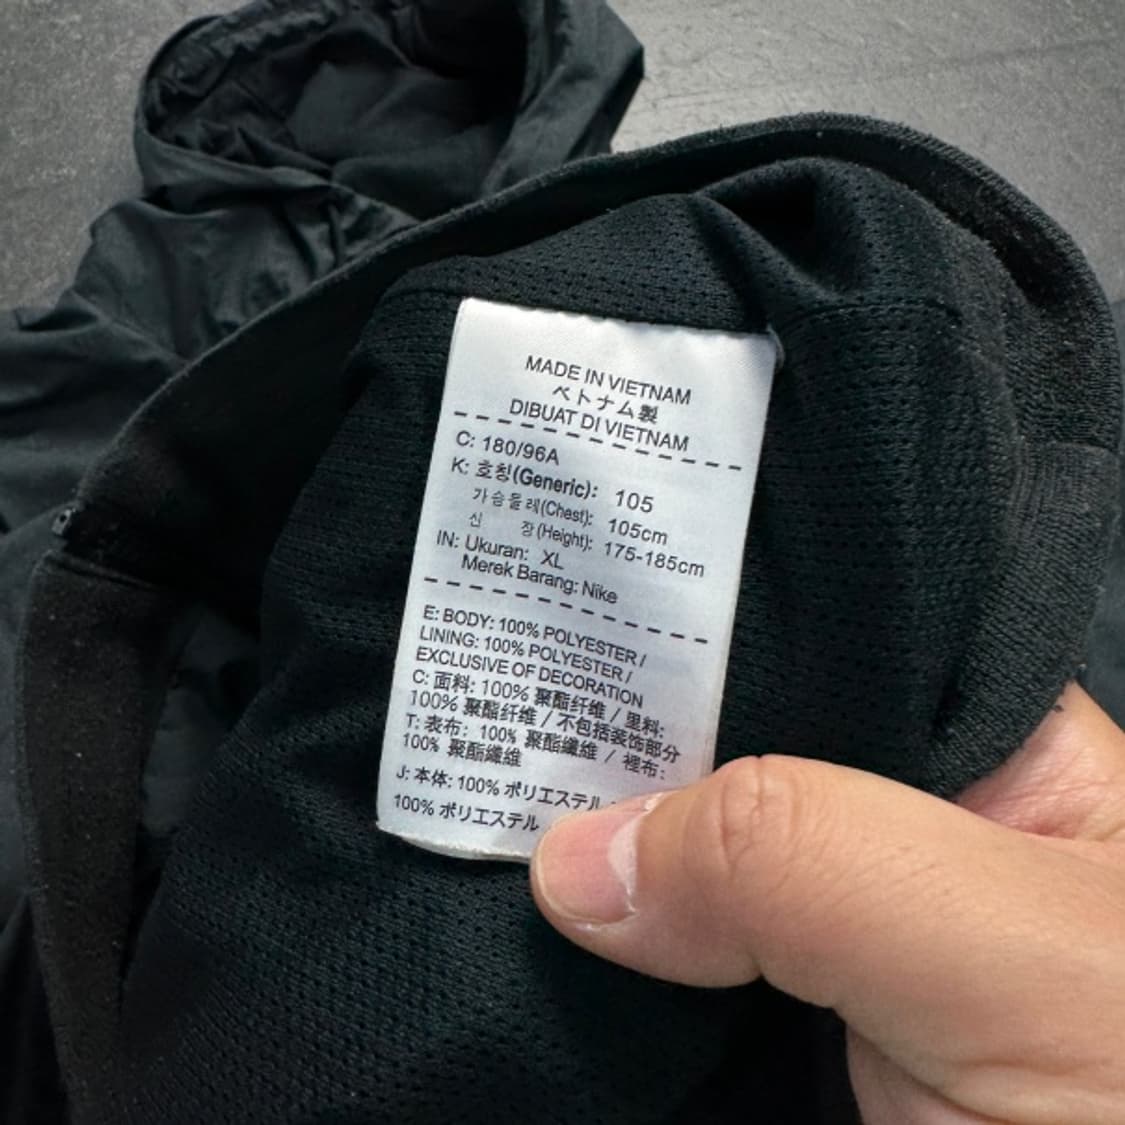 MADE IN VIETNAM
ベトナム製
DIBUAT DI VIETNAM
C: 180/96A
K: 호칭(Generic): 105
가슴둘레(Chest): 105cm
신 장(Height): 175-185cm
IN: Ukuran: XL
Merek Barang: Nike
E: BODY: 100% POLYESTER /
LINING: 100% POLYESTER /
EXCLUSIVE OF DECORATION
C: 面料: 100% 聚酯纤维 / 里料:
100% 聚酯纤维 / 不包括装饰部分
T: 表布: 100% 聚酯纖維 / 裡布:
100% 聚酯纖維
J: 本体: 100% ポリエステル
100% ポリエステル